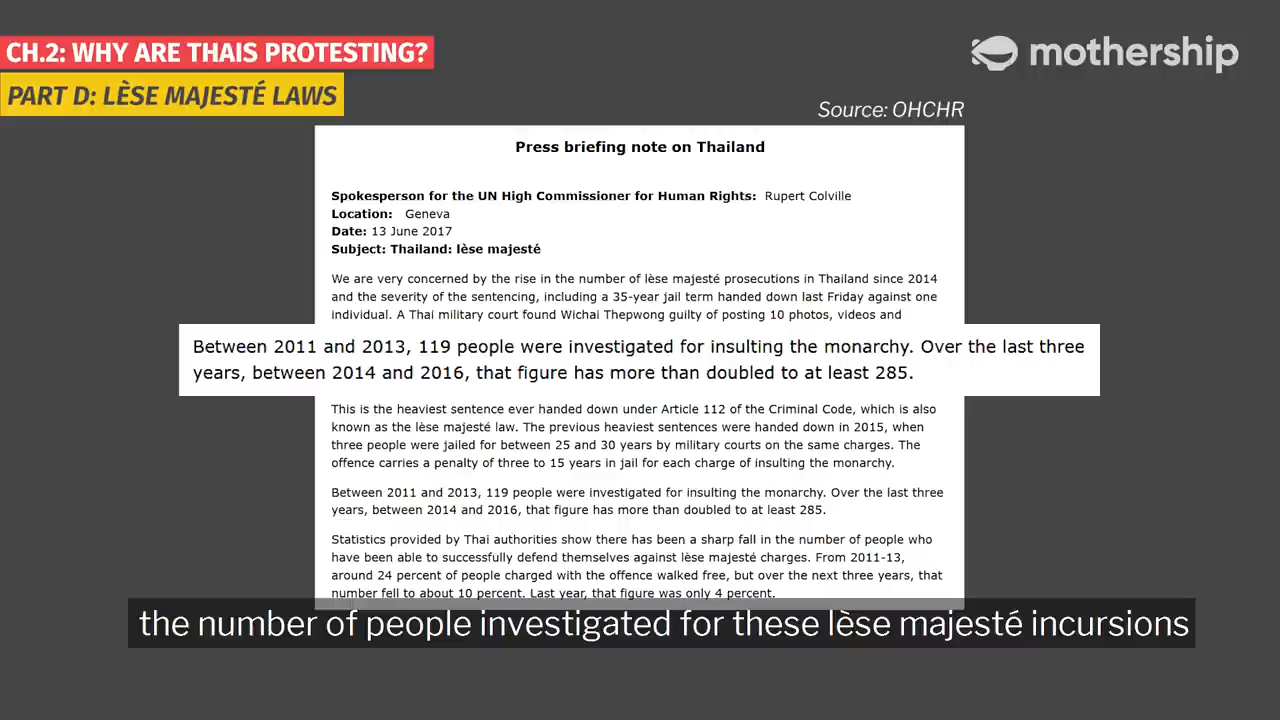 CH.2: WHY ARE THAIS PROTESTING?
PART D: LÈSE MAJESTÉ LAWS
mothership
Source: OHCHR
Press briefing note on Thailand
Spokesperson for the UN High Commissioner for Human Rights: Rupert Colville
Location: Geneva
Date: 13 June 2017
Subject: Thailand: lèse majesté
We are very concerned by the rise in the number of lèse majesté prosecutions in Thailand since 2014
and the severity of the sentencing, including a 35-year jail term handed down last Friday against one
individual. A Thai military court found Wichai Thepwong guilty of posting 10 photos, videos and
Between 2011 and 2013, 119 people were investigated for insulting the monarchy. Over the last three
years, between 2014 and 2016, that figure has more than doubled to at least 285.
This is the heaviest sentence ever handed down under Article 112 of the Criminal Code, which is also
known as the lèse majesté law. The previous heaviest sentences were handed down in 2015, when
three people were jailed for between 25 and 30 years by military courts on the same charges. The
offence carries a penalty of three to 15 years in jail for each charge of insulting the monarchy.
Between 2011 and 2013, 119 people were investigated for insulting the monarchy. Over the last three
years, between 2014 and 2016, that figure has more than doubled to at least 285.
Statistics provided by Thai authorities show there has been a sharp fall in the number of people who
have been able to successfully defend themselves against lèse majesté charges. From 2011-13,
around 24 percent of people charged with the offence walked free, but over the next three years, that
number fell to about 10 percent. Last year, that figure was only 4 percent.
the number of people investigated for these lèse majesté incursions